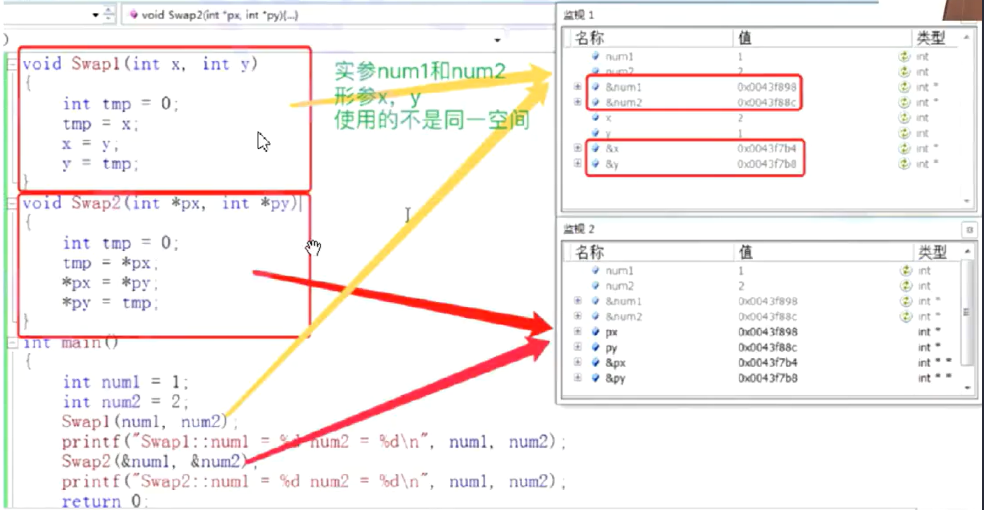 void Swap2(int *px, int *py){...}
)
void Swap1(int x, int y)
{
int tmp = 0;
tmp = x;
x = y;
y = tmp;
}
void Swap2(int *px, int *py)
{
int tmp = 0;
tmp = *px;
*px = *py;
*py = tmp;
}
int main()
{
int num1 = 1;
int num2 = 2;
Swap1(num1, num2);
printf("Swap1::num1 = %d num2 = %d\n", num1, num2);
Swap2(&num1, &num2);
printf("Swap2::num1 = %d num2 = %d\n", num1, num2);
return 0;
实参num1和num2
形参x，y
使用的不是同一空间
监视 1
名称 值 类型
num1 1 int
num2 2 int
&num1 0x0043f898 int *
&num2 0x0043f88c int *
x 2 int
y 1 int
&x 0x0043f7b4 int *
&y 0x0043f7b8 int *
监视 2
名称 值 类型
num1 1 int
num2 2 int
&num1 0x0043f898 int *
&num2 0x0043f88c int *
px 0x0043f898 int *
py 0x0043f88c int *
&px 0x0043f7b4 int * *
&py 0x0043f7b8 int * *